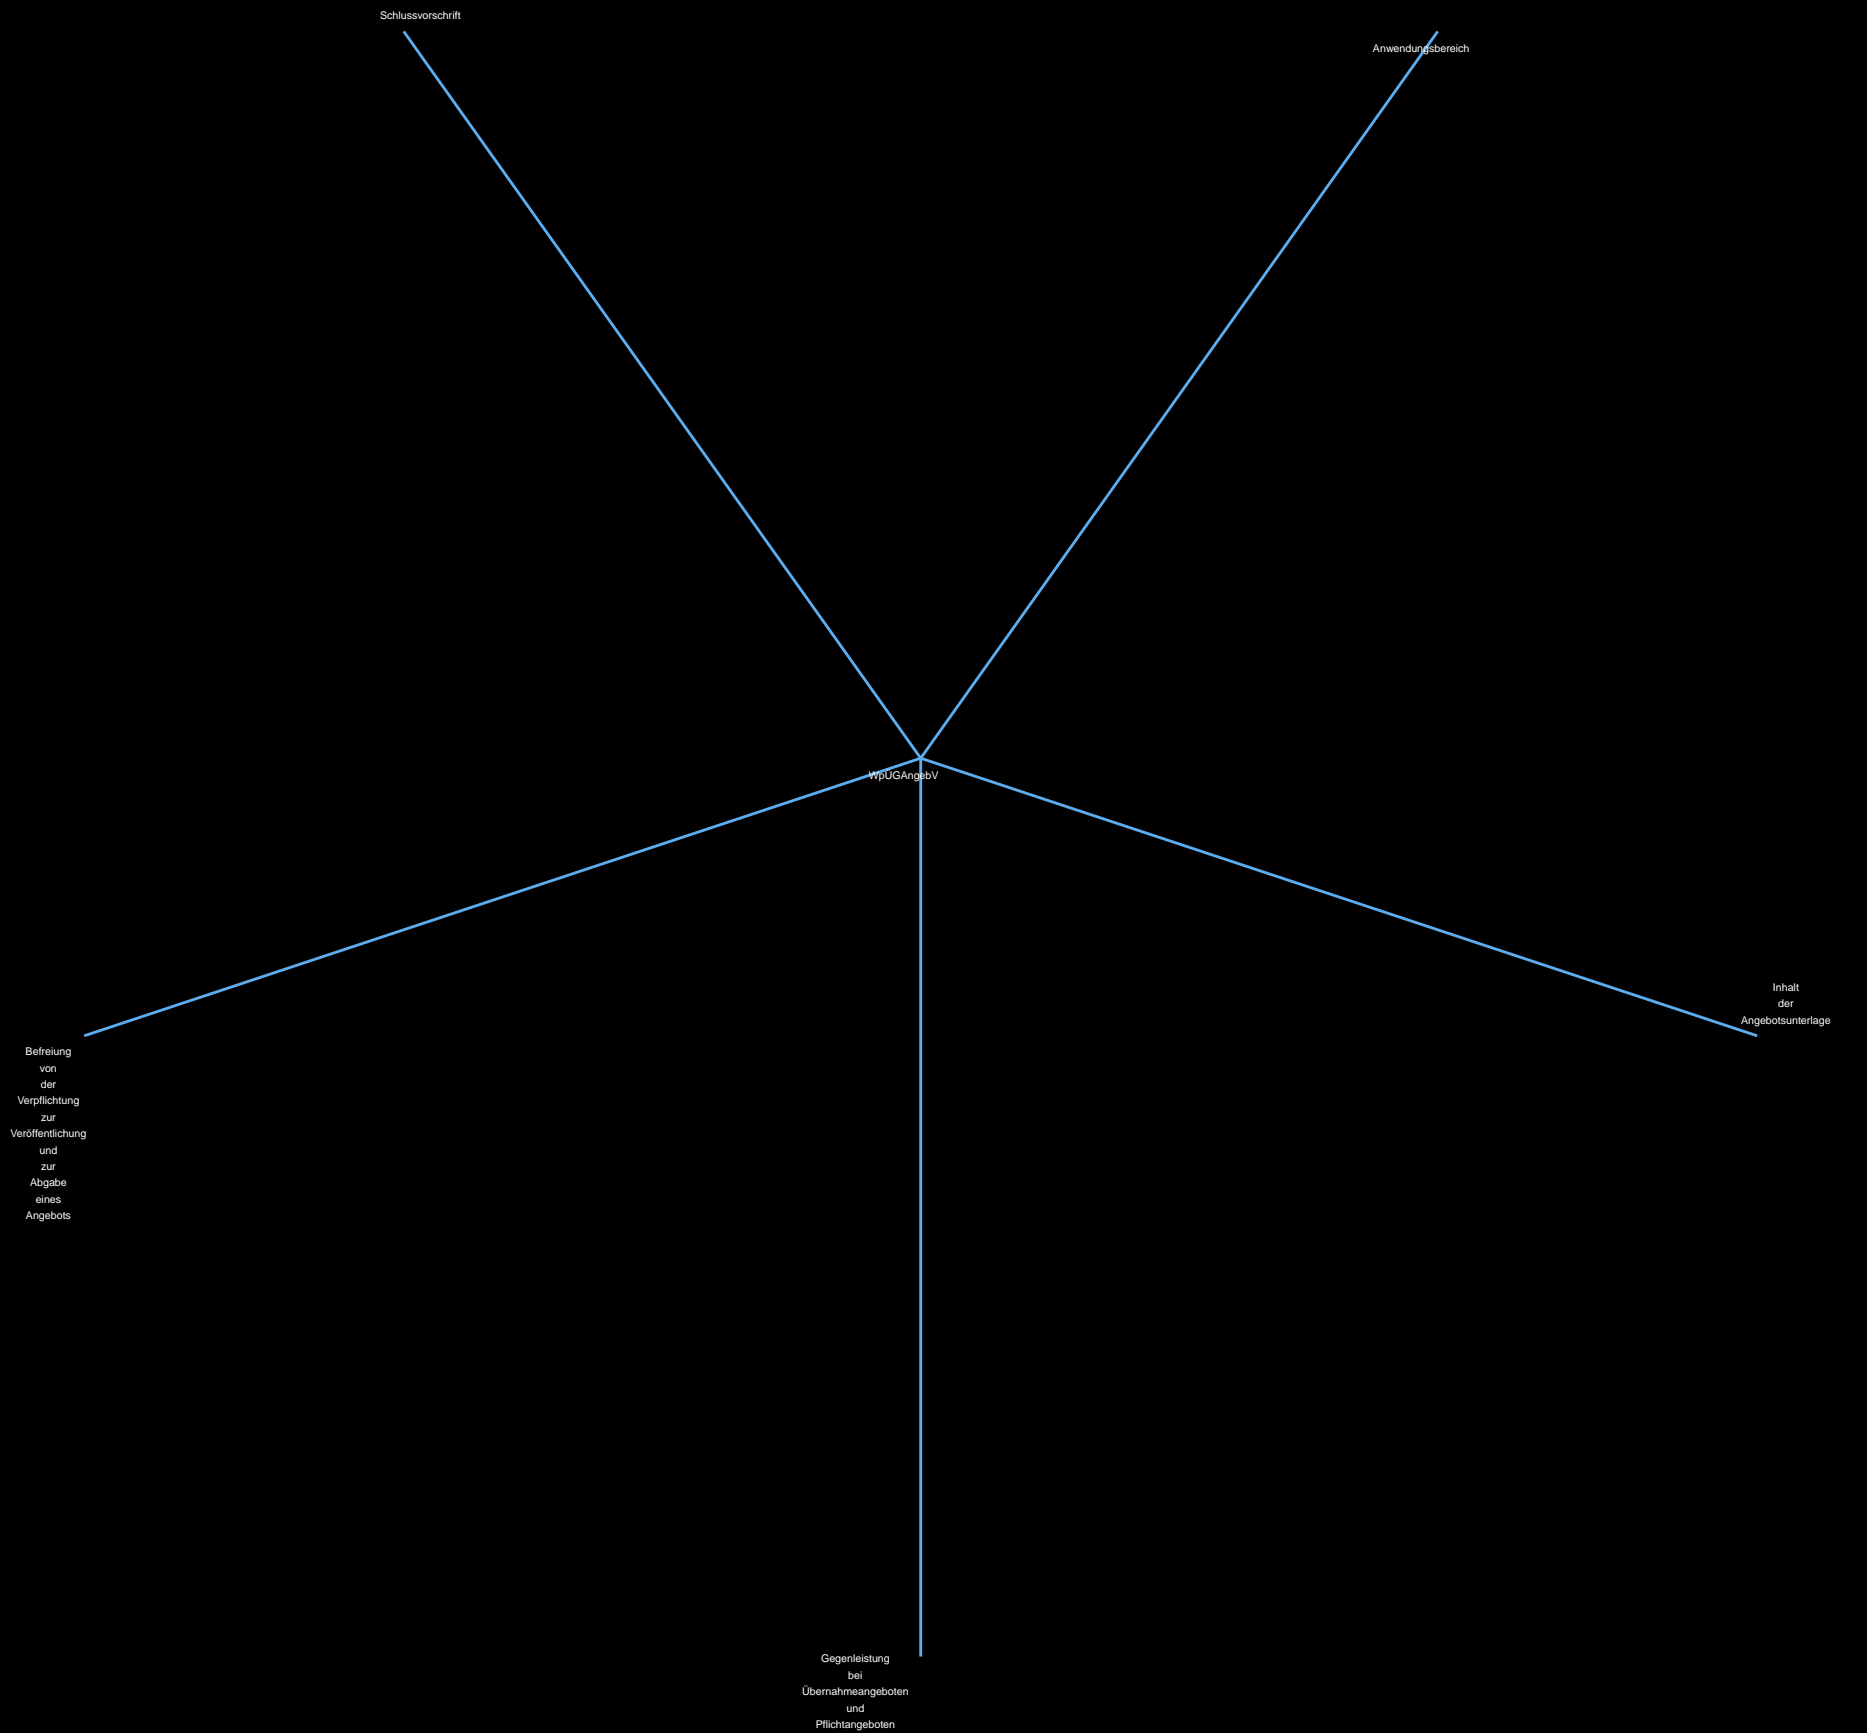 Schlussvorschrift
Anwendungsbereich
WpÜGAngebV
Inhalt
der
Angebotsunterlage
Befreiung
von
der
Verpflichtung
zur
Veröffentlichung
und
zur
Abgabe
eines
Angebots
Gegenleistung
bei
Übernahmeangeboten
und
Pflichtangeboten